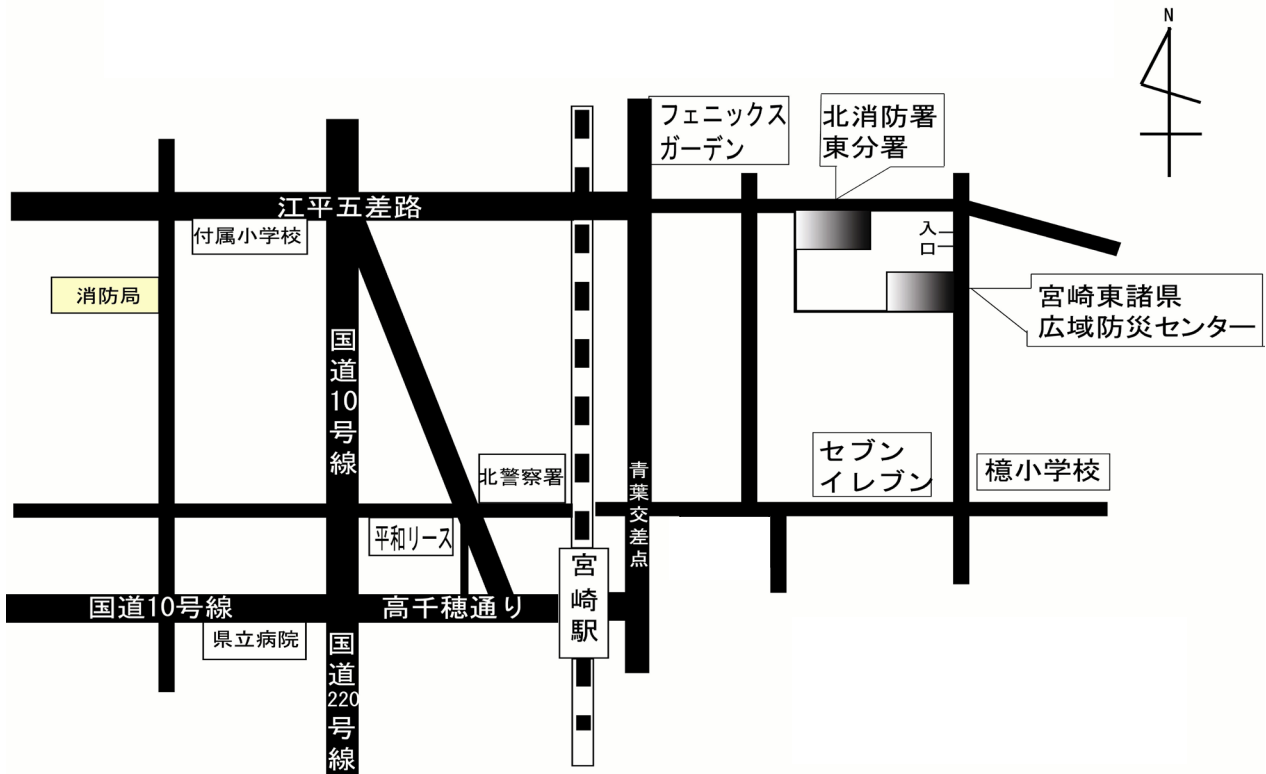 N
フェニックス
ガーデン
北消防署
東分署
江平五差路
付属小学校
入口
消防局
宮崎東諸県
広域防災センター
国道10号線
セブン
イレブン
檍小学校
北警察署
青葉交差点
平和リース
宮崎駅
国道10号線
高千穂通り
県立病院
国道220号線